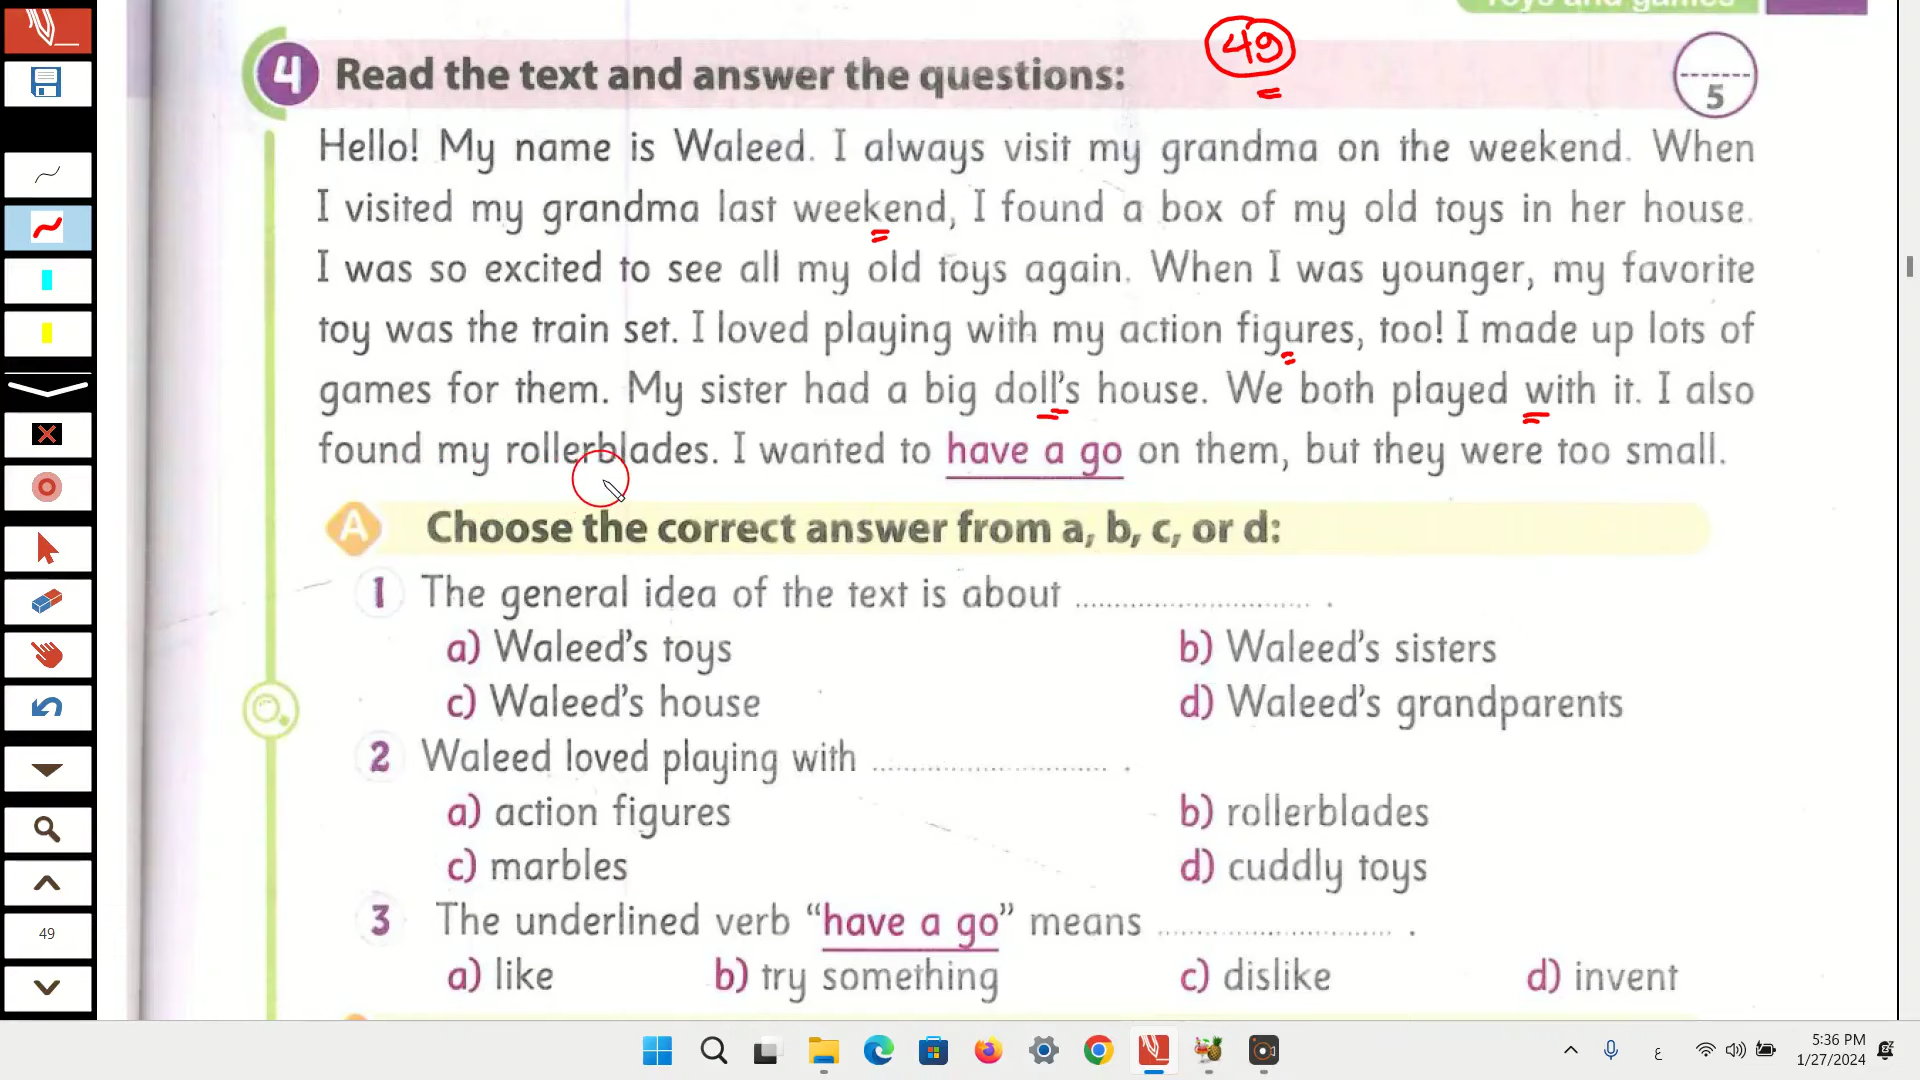 Toys and games
49
4 Read the text and answer the questions:
5
Hello! My name is Waleed. I always visit my grandma on the weekend. When
I visited my grandma last weekend, I found a box of my old toys in her house.
I was so excited to see all my old toys again. When I was younger, my favorite
toy was the train set. I loved playing with my action figures, too! I made up lots of
games for them. My sister had a big doll's house. We both played with it. I also
found my rollerblades. I wanted to have a go on them, but they were too small.
A Choose the correct answer from a, b, c, or d:
1 The general idea of the text is about .............................. .
a) Waleed's toys b) Waleed's sisters
c) Waleed's house d) Waleed's grandparents
2 Waleed loved playing with .............................. .
a) action figures b) rollerblades
c) marbles d) cuddly toys
3 The underlined verb “have a go” means .............................. .
a) like b) try something c) dislike d) invent
49
ع
5:36 PM
1/27/2024